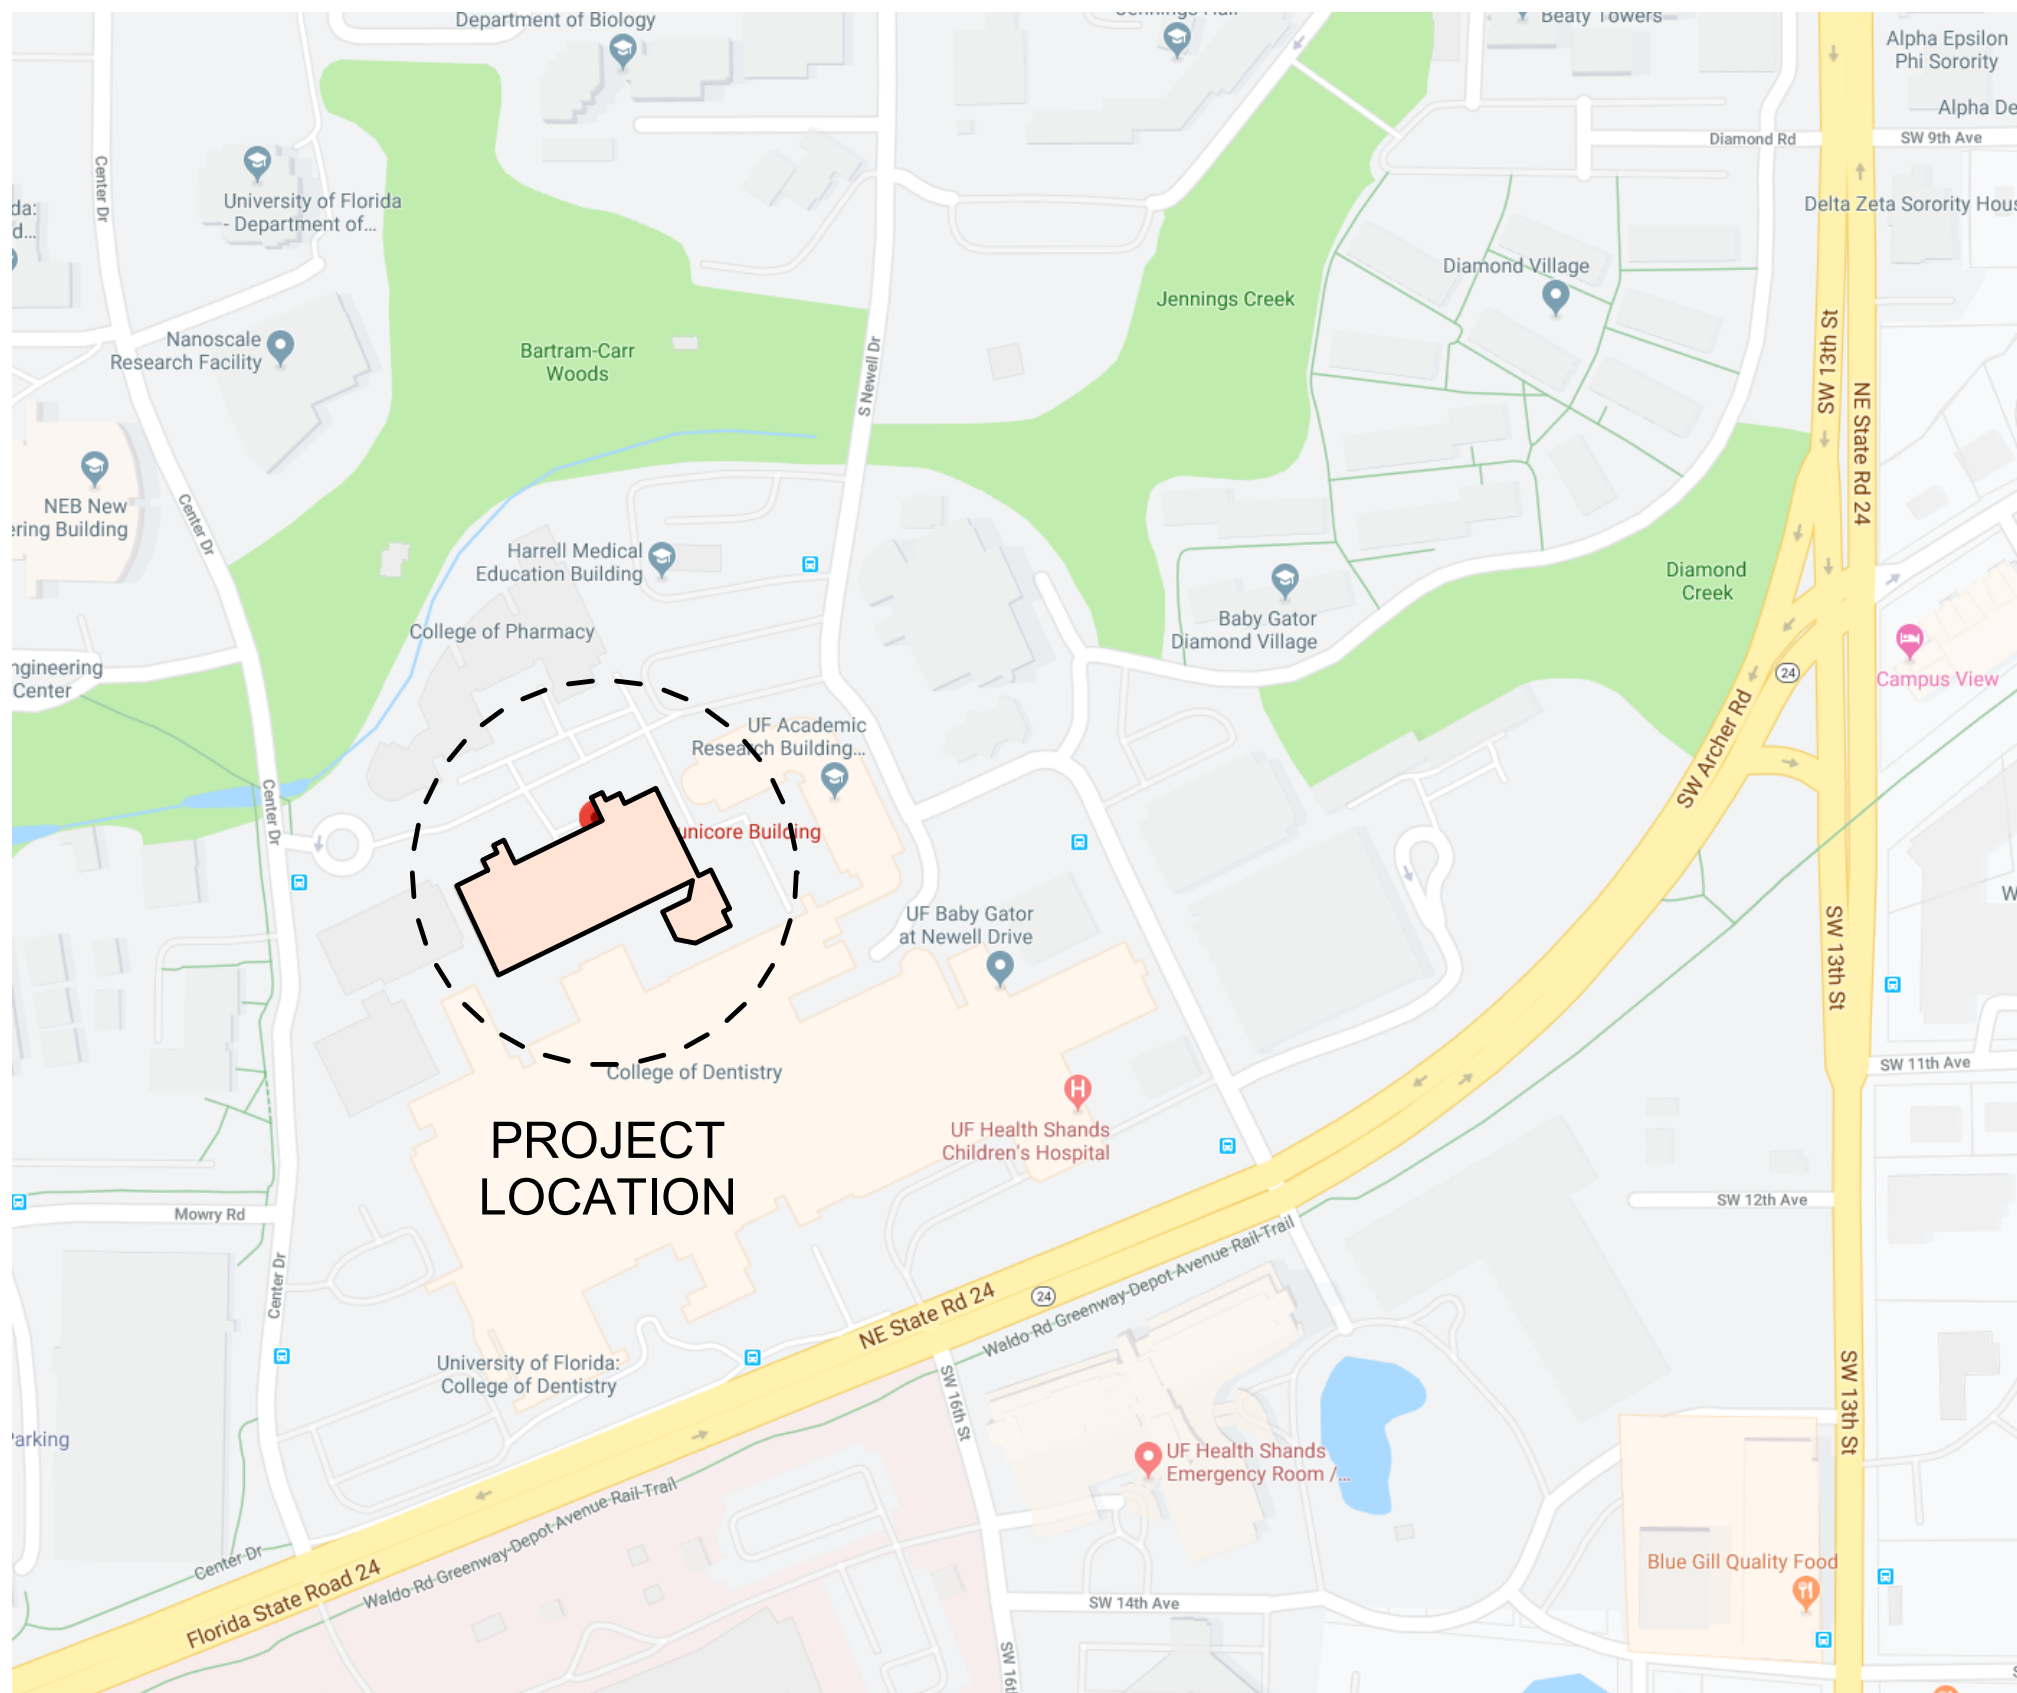 Department of Biology
Jennings Hall
Beaty Towers
Alpha Epsilon
Phi Sorority
Alpha De
Diamond Rd
SW 9th Ave
Center Dr
University of Florida
- Department of...
da:
d...
Delta Zeta Sorority Hous
Diamond Village
Jennings Creek
Nanoscale
Research Facility
Bartram-Carr
Woods
S Newell Dr
SW 13th St
NE State Rd 24
NEB New
ering Building
Center Dr
Harrell Medical
Education Building
Diamond
Creek
Baby Gator
Diamond Village
College of Pharmacy
ngineering
Center
24
Campus View
UF Academic
Research Building...
SW Archer Rd
Center Dr
unicore Building
W
UF Baby Gator
at Newell Drive
SW 13th St
SW 11th Ave
College of Dentistry
H
UF Health Shands
Children's Hospital
PROJECT
LOCATION
SW 12th Ave
Mowry Rd
Center Dr
Waldo Rd Greenway-Depot Avenue Rail-Trail
24
NE State Rd 24
University of Florida:
College of Dentistry
SW 16th St
SW 13th St
arking
UF Health Shands
Emergency Room /...
Waldo Rd Greenway-Depot Avenue Rail-Trail
Center Dr
Florida State Road 24
Blue Gill Quality Food
SW 14th Ave
SW 16t
S